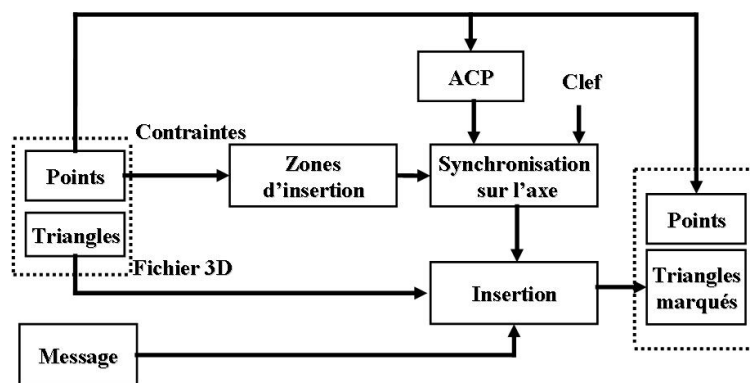 ACP
Clef
Contraintes
Points
Zones
d'insertion
Synchronisation
sur l'axe
Points
Triangles
Fichier 3D
Insertion
Triangles
marqués
Message